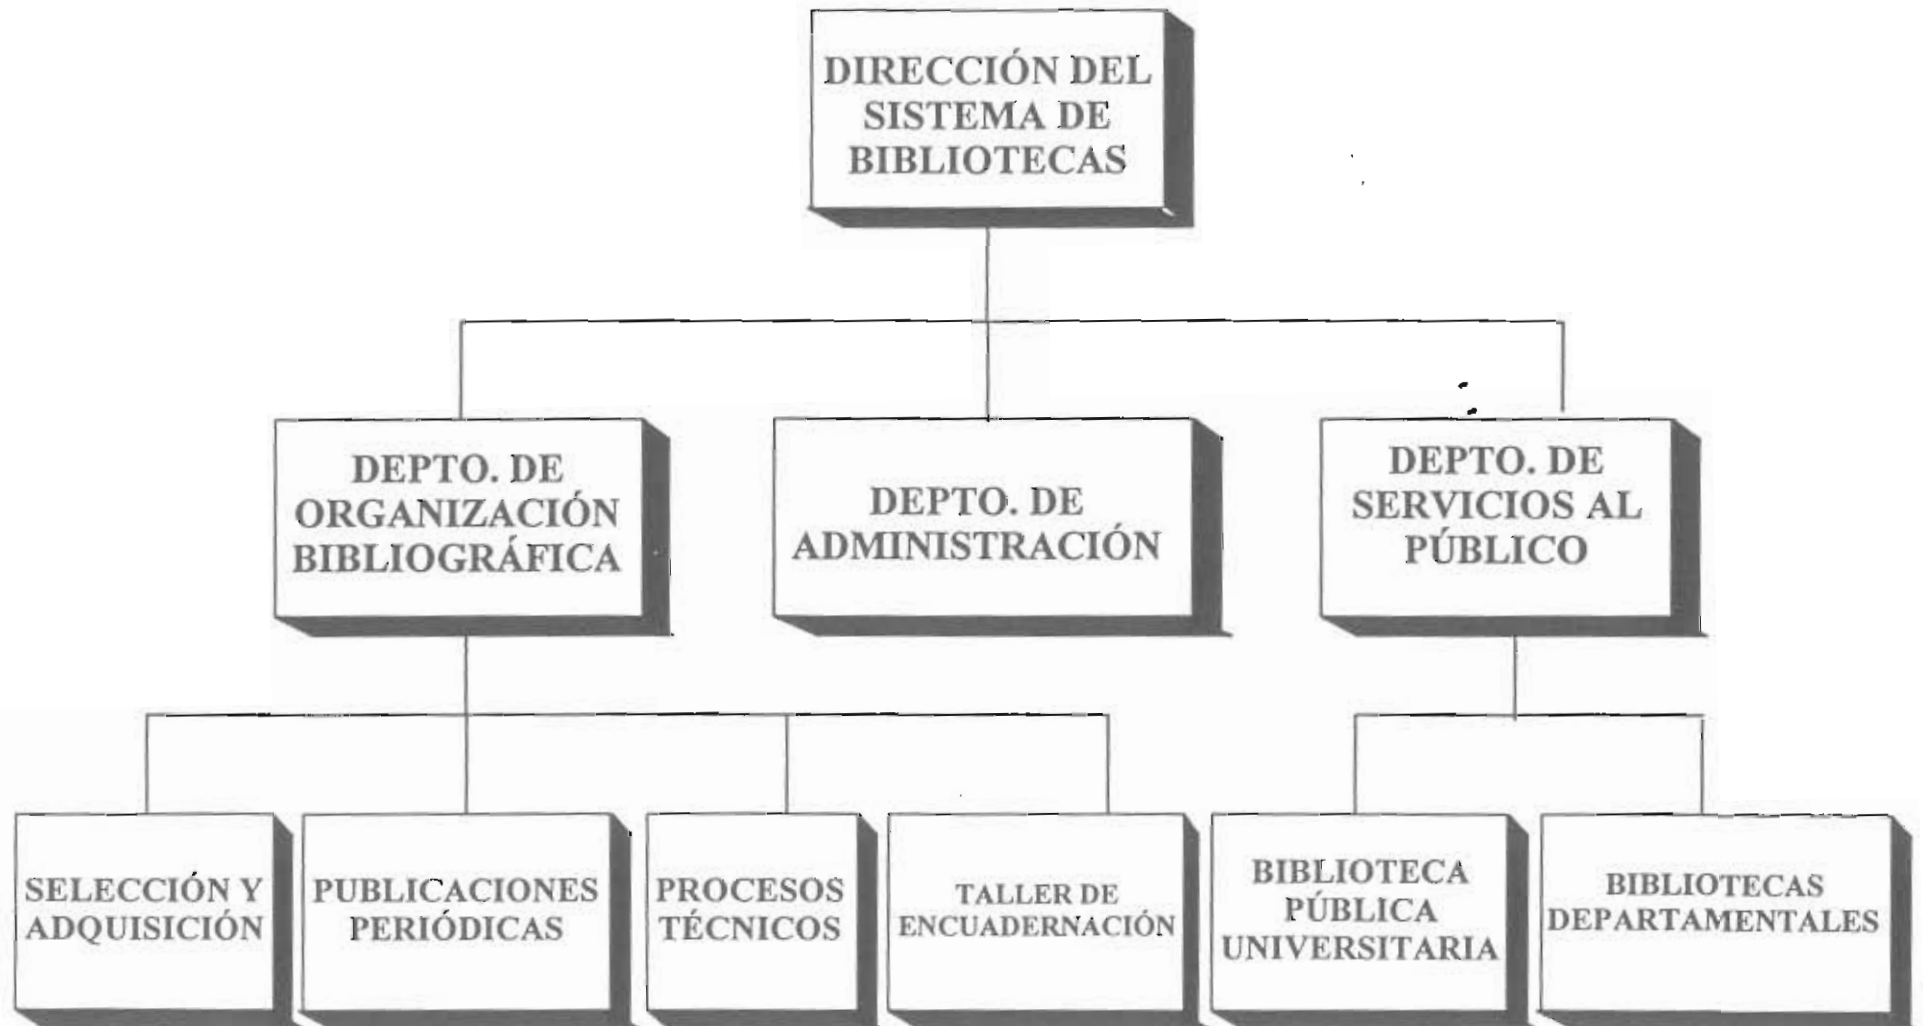 DIRECCIÓN DEL
SISTEMA DE
BIBLIOTECAS
DEPTO. DE
ORGANIZACIÓN
BIBLIOGRÁFICA
DEPTO. DE
ADMINISTRACIÓN
DEPTO. DE
SERVICIOS AL
PÚBLICO
SELECCIÓN Y
ADQUISICIÓN
PUBLICACIONES
PERIÓDICAS
PROCESOS
TÉCNICOS
TALLER DE
ENCUADERNACIÓN
BIBLIOTECA
PÚBLICA
UNIVERSITARIA
BIBLIOTECAS
DEPARTAMENTALES